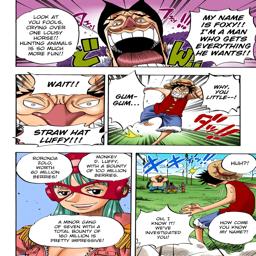 LOOK AT
YOU FOOLS,
CRYING OVER
ONE LOUSY
HORSE!!
HUNTING ANIMALS
IS SO MUCH
MORE FUN!!
MY NAME
IS FOXY!!
I'M A MAN
WHO GETS
EVERYTHING
HE WANTS!!
WAIT!!
STRAW HAT
LUFFY!!!
GUM-
GUM...
WHY,
YOU
LITTLE--!
RORONOA
ZOLO,
WORTH
60 MILLION
BERRIES!
MONKEY
D. LUFFY,
WITH A BOUNTY
OF 100 MILLION
BERRIES.
A MINOR GANG
OF SEVEN WITH A
TOTAL BOUNTY OF
160 MILLION IS
PRETTY IMPRESSIVE!
HUH?!
OH, I
KNOW IT!
WE'VE
INVESTIGATED
YOU!
HOW COME
YOU KNOW
MY NAME?!